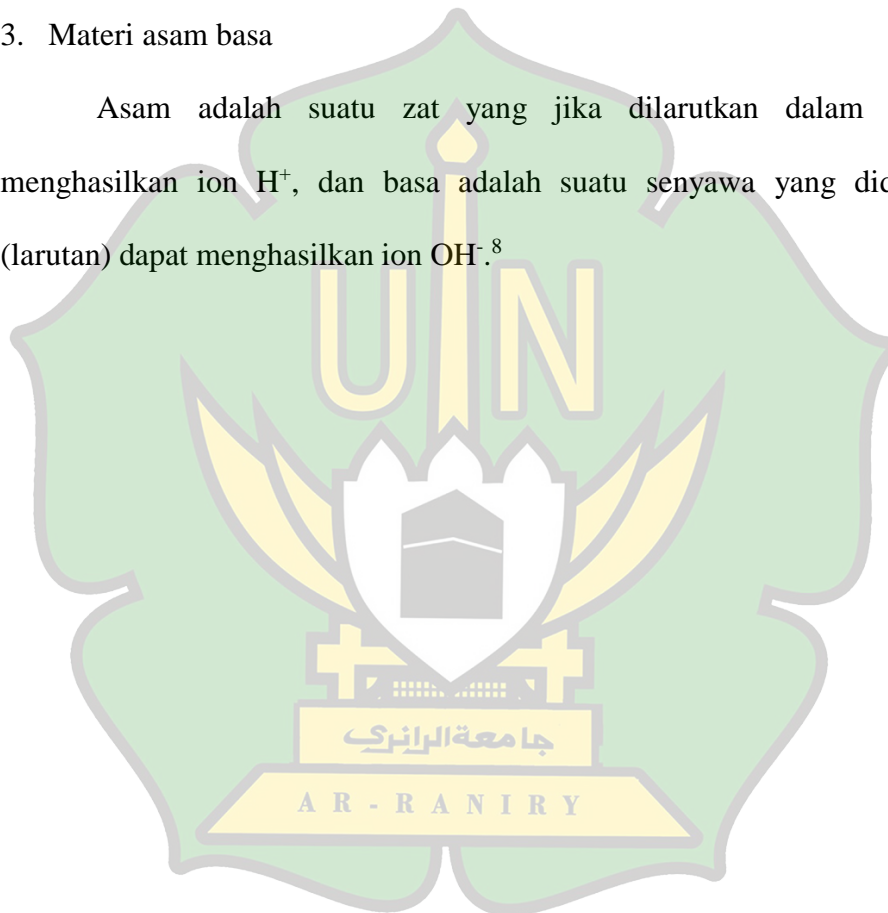 3. Materi asam basa
Asam adalah suatu zat yang jika dilarutkan dalam
menghasilkan ion H⁺, dan basa adalah suatu senyawa yang
(larutan) dapat menghasilkan ion OH⁻.⁸
UIN
جامعة الرانري
AR-RANIRY